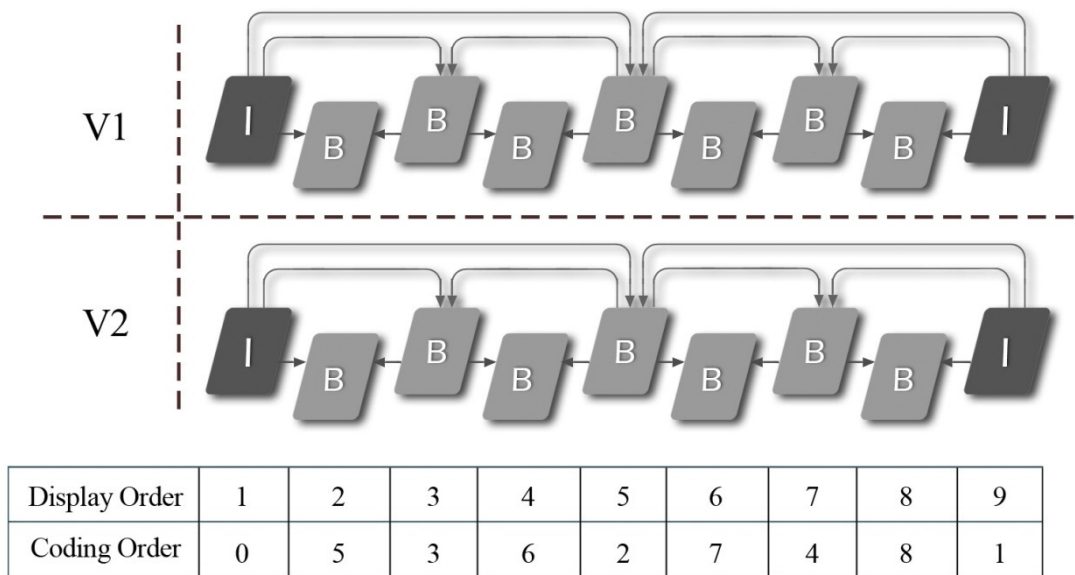 V1
I B B B B B B B I
V2
I B B B B B B B I
Display Order 1 2 3 4 5 6 7 8 9
Coding Order 0 5 3 6 2 7 4 8 1